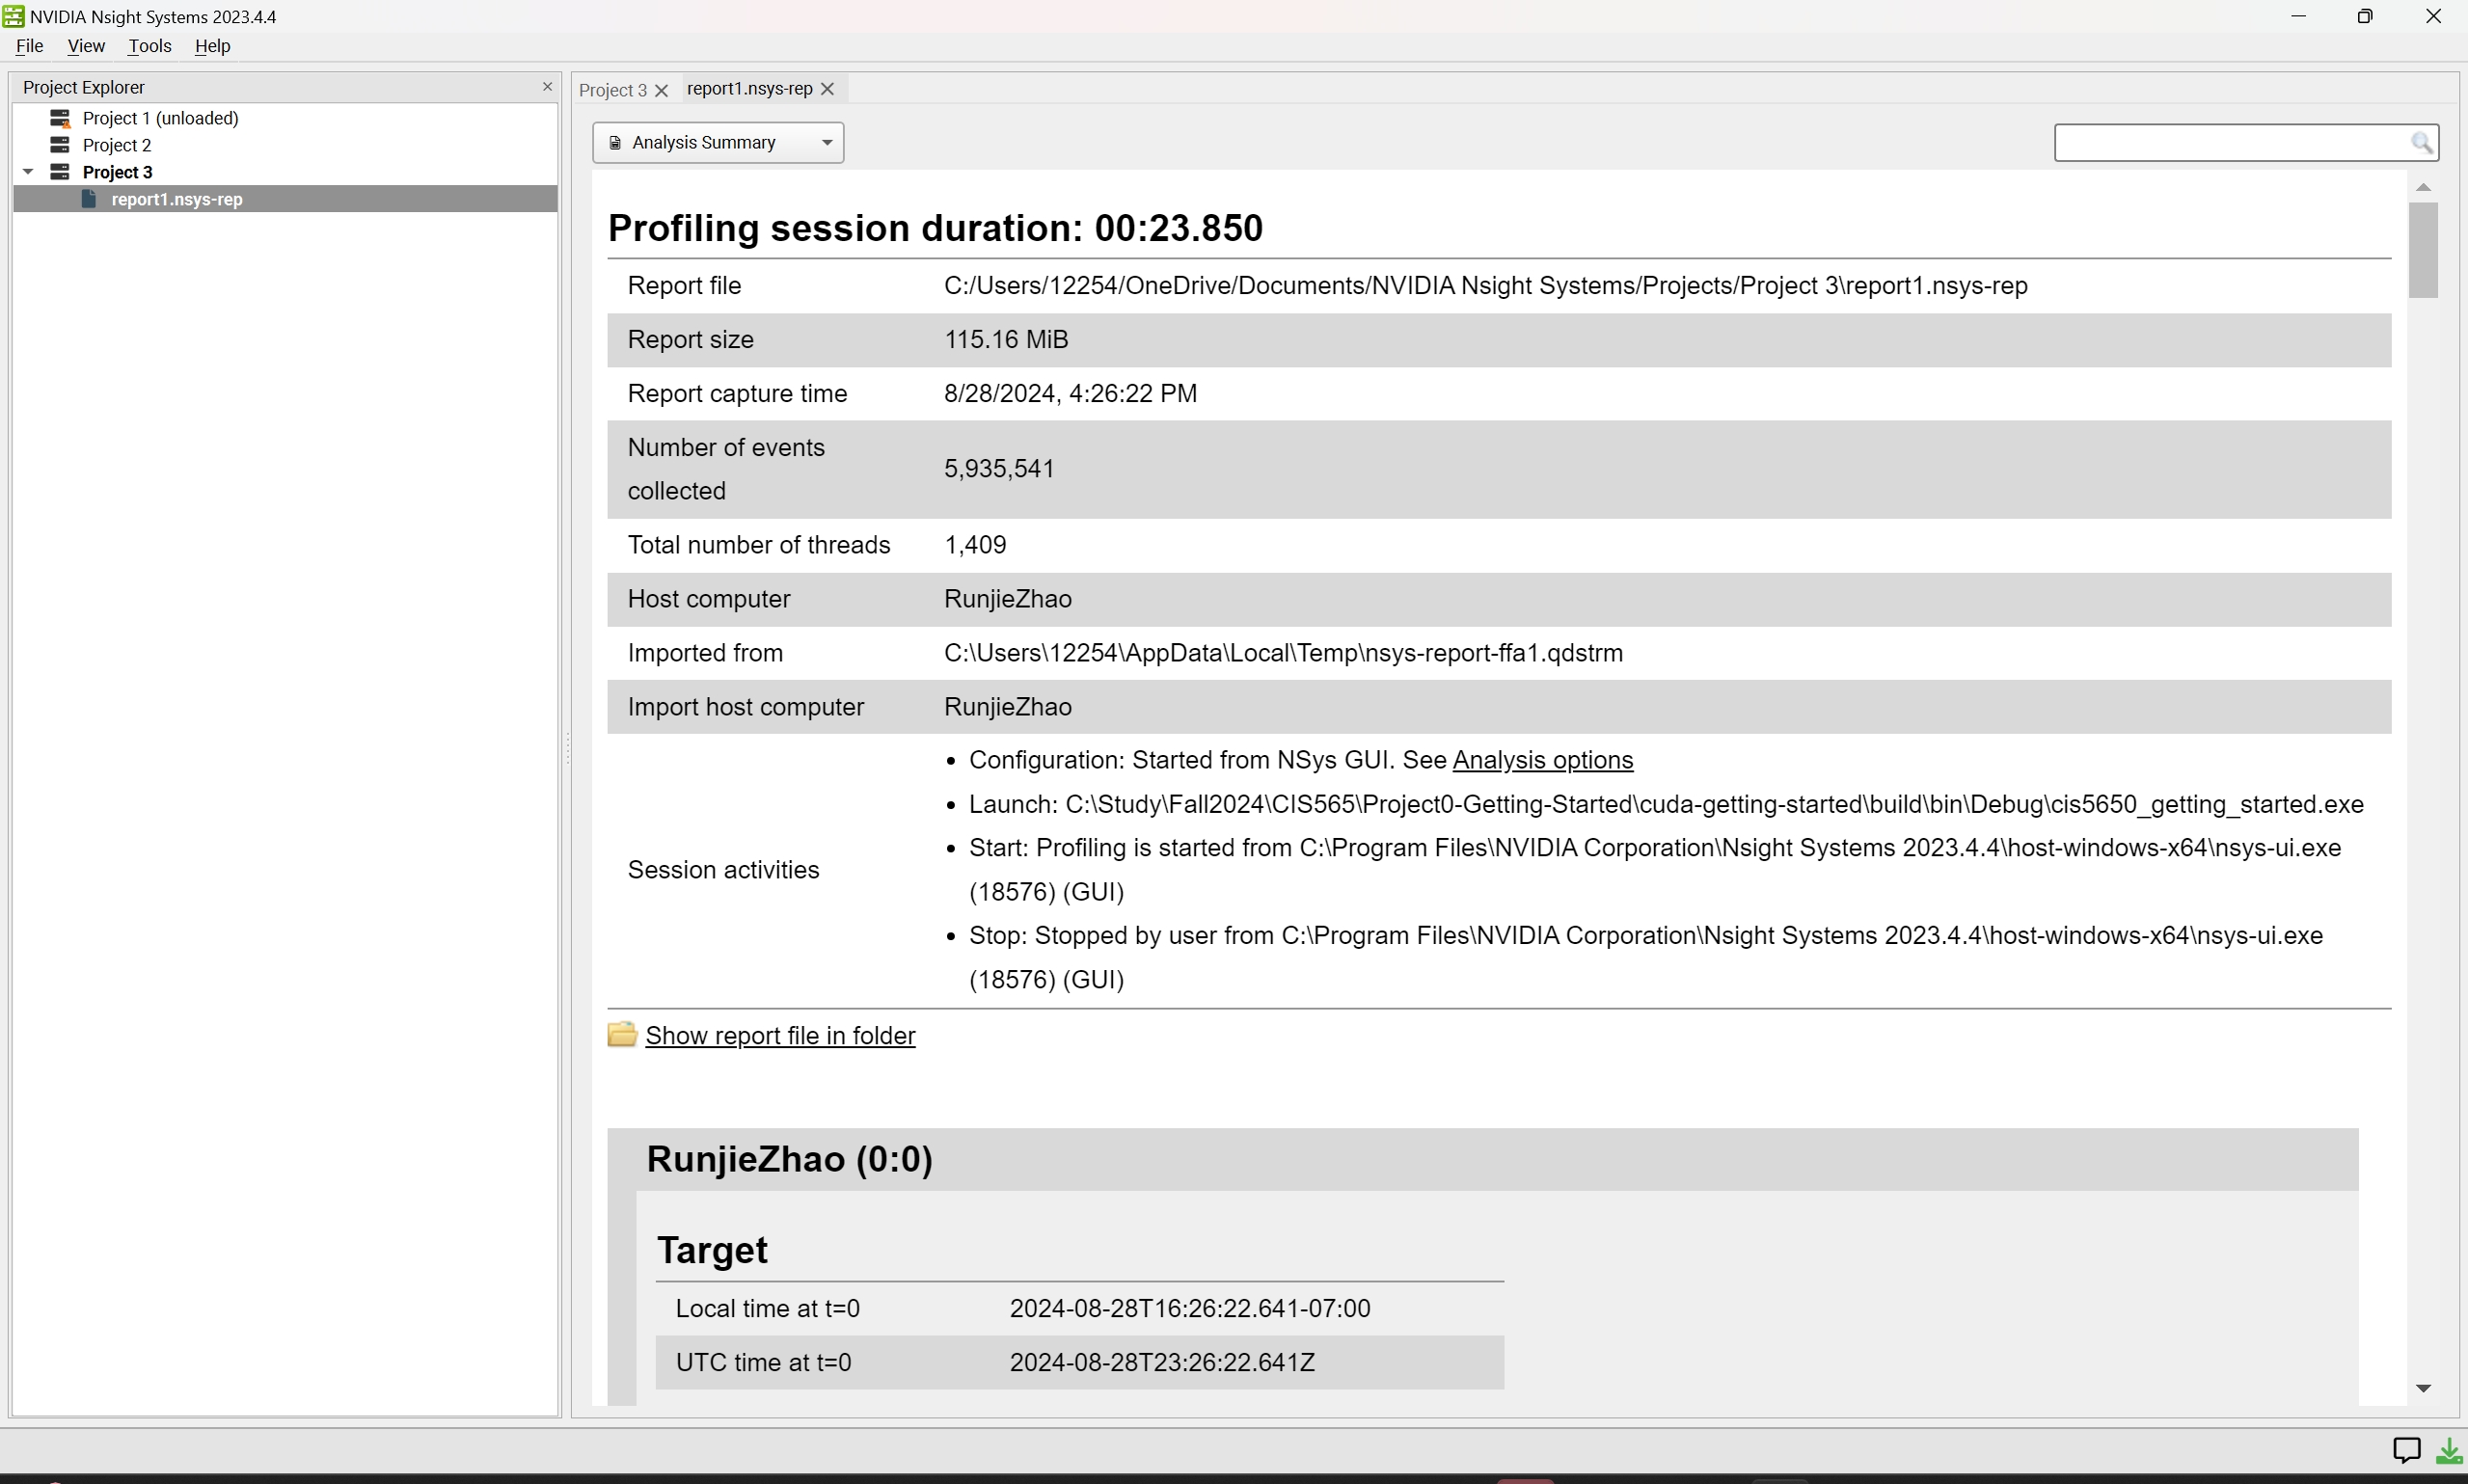 NVIDIA Nsight Systems 2023.4.4
File View Tools Help
Project Explorer
Project 1 (unloaded)
Project 2
Project 3
report1.nsys-rep
Project 3 report1.nsys-rep
Analysis Summary
Profiling session duration: 00:23.850
Report file C:/Users/12254/OneDrive/Documents/NVIDIA Nsight Systems/Projects/Project 3\report1.nsys-rep
Report size 115.16 MiB
Report capture time 8/28/2024, 4:26:22 PM
Number of events
collected
5,935,541
Total number of threads 1,409
Host computer RunjieZhao
Imported from C:\Users\12254\AppData\Local\Temp\nsys-report-ffa1.qdstrm
Import host computer RunjieZhao
Session activities
• Configuration: Started from NSys GUI. See Analysis options
• Launch: C:\Study\Fall2024\CIS565\Project0-Getting-Started\cuda-getting-started\build\bin\Debug\cis5650_getting_started.exe
• Start: Profiling is started from C:\Program Files\NVIDIA Corporation\Nsight Systems 2023.4.4\host-windows-x64\nsys-ui.exe
(18576) (GUI)
• Stop: Stopped by user from C:\Program Files\NVIDIA Corporation\Nsight Systems 2023.4.4\host-windows-x64\nsys-ui.exe
(18576) (GUI)
Show report file in folder
RunjieZhao (0:0)
Target
Local time at t=0 2024-08-28T16:26:22.641-07:00
UTC time at t=0 2024-08-28T23:26:22.641Z